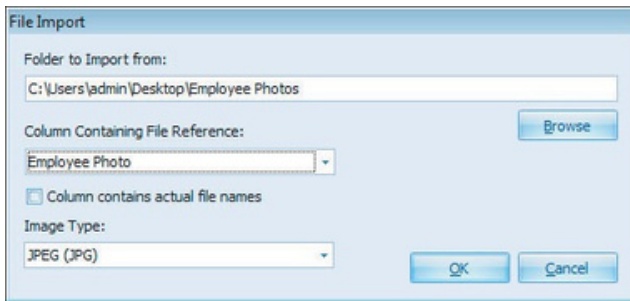 File Import
Folder to Import from:
C:\Users\admin\Desktop\Employee Photos
Browse
Column Containing File Reference:
Employee Photo
Column contains actual file names
Image Type:
JPEG (JPG)
OK
Cancel